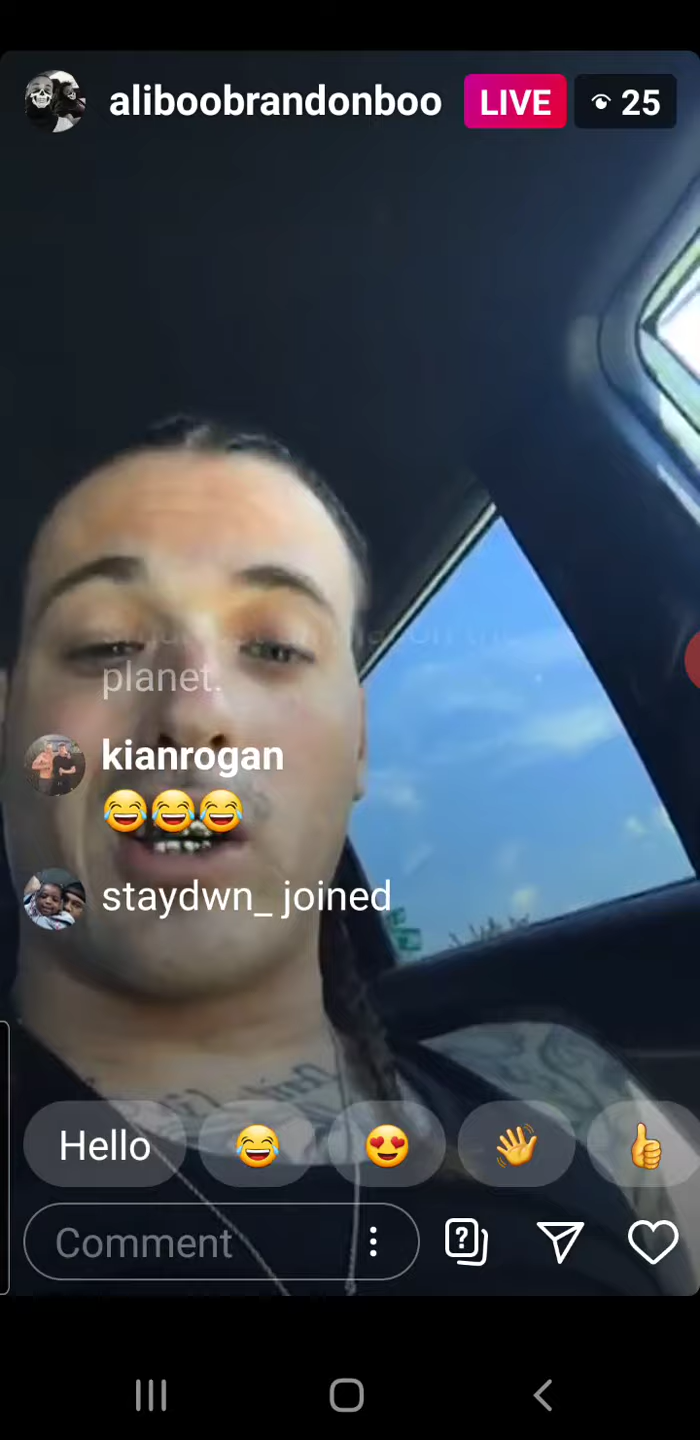 aliboobrandonboo LIVE 25
planet.
kianrogan
😂😂😂
staydwn_ joined
Hello 😂 😍 👋 👍
Comment